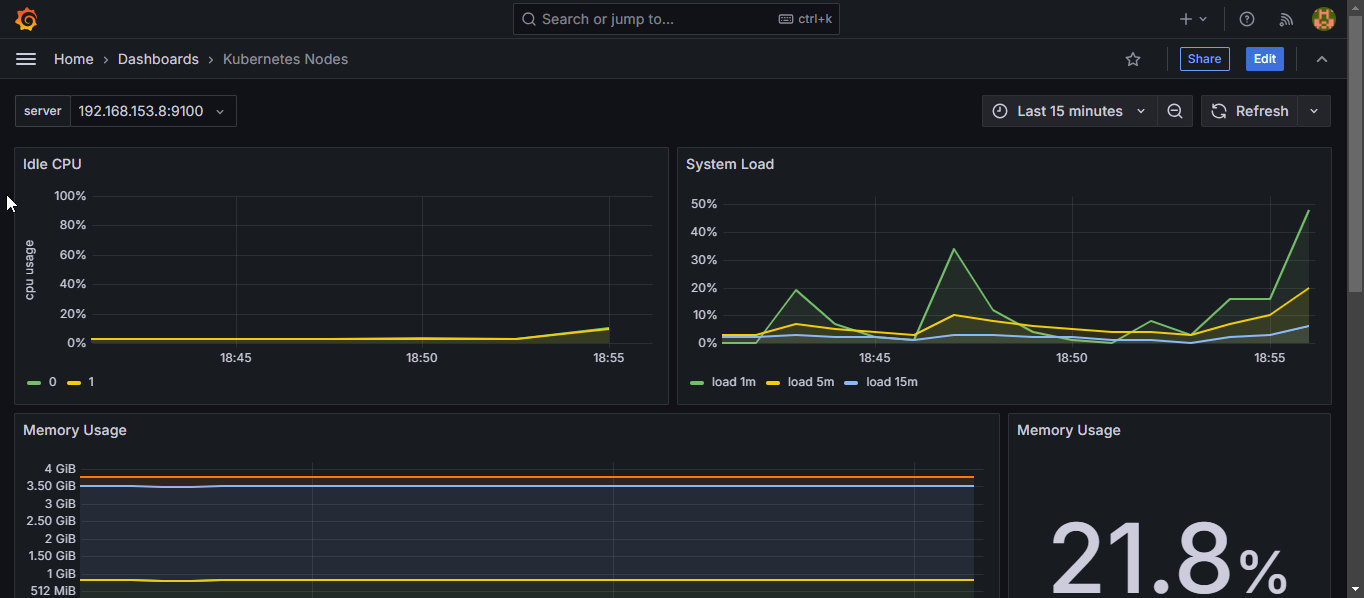 Search or jump to... ctrl+k
Home › Dashboards › Kubernetes Nodes
Share
Edit
server 192.168.153.8:9100
Last 15 minutes
Refresh
Idle CPU
cpu usage
100%
80%
60%
40%
20%
0%
18:45 18:50 18:55
0 1
System Load
50%
40%
30%
20%
10%
0%
18:45 18:50 18:55
load 1m load 5m load 15m
Memory Usage
4 GiB
3.50 GiB
3 GiB
2.50 GiB
2 GiB
1.50 GiB
1 GiB
512 MiB
Memory Usage
21.8%